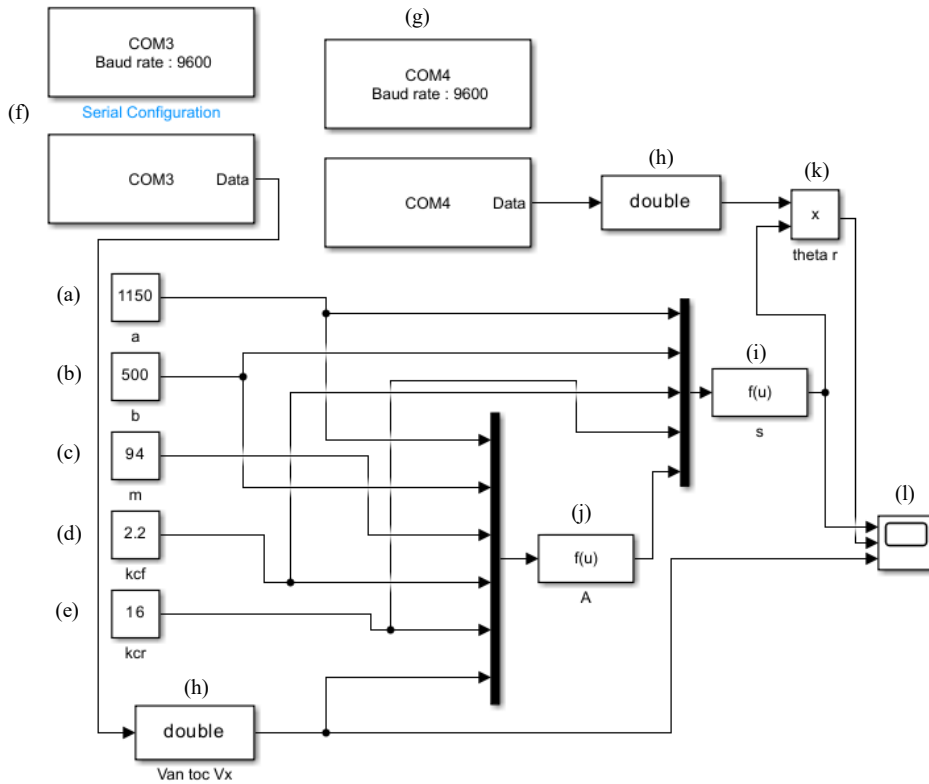 (g)
COM3
Baud rate : 9600
COM4
Baud rate : 9600
(f)
Serial Configuration
COM3
Data
COM4
Data
(h)
double
(k)
x
theta r
(a)
1150
a
(b)
500
b
(c)
94
m
(d)
2.2
kcf
(e)
16
kcr
(i)
f(u)
s
(j)
f(u)
A
(l)
(h)
double
Van toc Vx